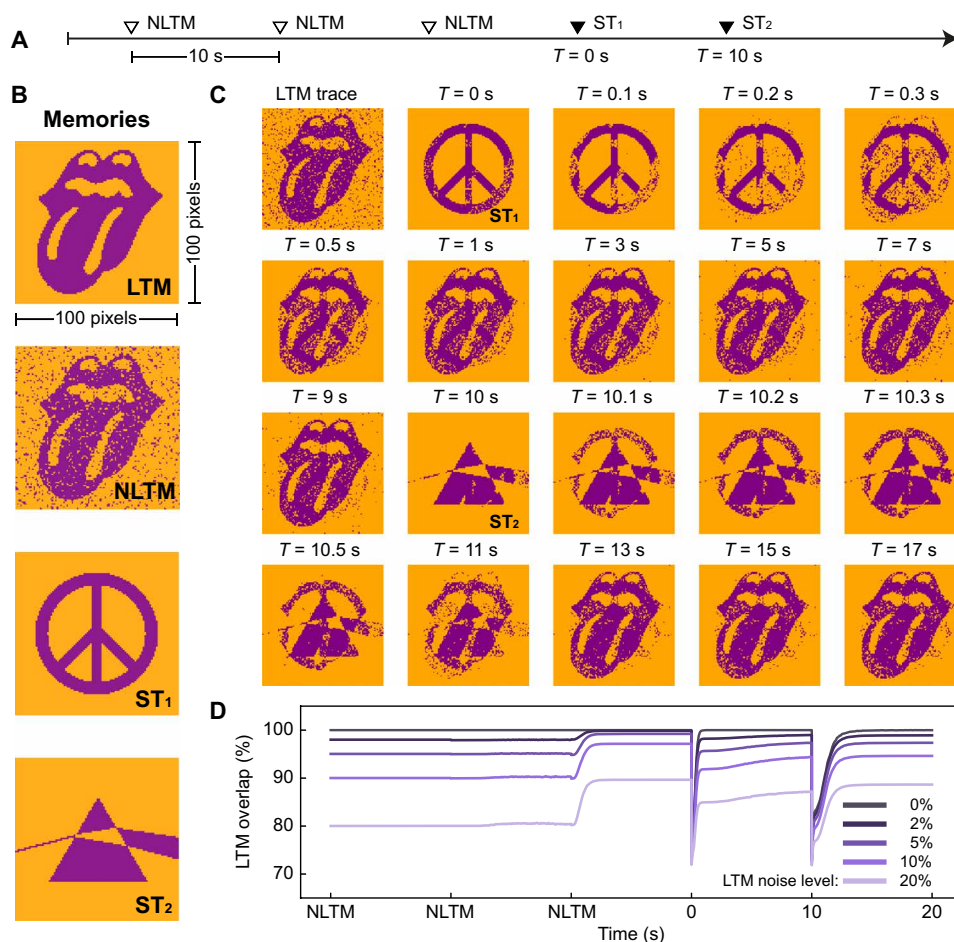 A
NLTM NLTM NLTM ST1 ST2
10 s T = 0 s T = 10 s
B
Memories
LTM
100 pixels
100 pixels
NLTM
ST1
ST2
C
LTM trace T = 0 s T = 0.1 s T = 0.2 s T = 0.3 s
ST1
T = 0.5 s T = 1 s T = 3 s T = 5 s T = 7 s
T = 9 s T = 10 s T = 10.1 s T = 10.2 s T = 10.3 s
ST2
T = 10.5 s T = 11 s T = 13 s T = 15 s T = 17 s
D
LTM overlap (%)
100
90
80
70
0%
2%
5%
10%
LTM noise level: 20%
NLTM NLTM NLTM 0 10 20
Time (s)